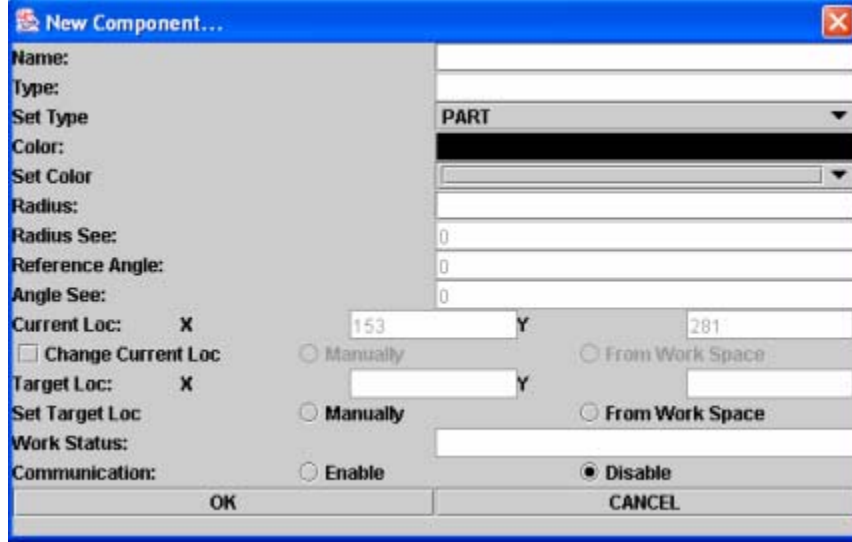 New Component...
Name:
Type:
Set Type PART
Color:
Set Color
Radius:
Radius See: 0
Reference Angle: 0
Angle See: 0
Current Loc: X 153 Y 281
Change Current Loc Manually From Work Space
Target Loc: X Y
Set Target Loc Manually From Work Space
Work Status:
Communication: Enable Disable
OK CANCEL